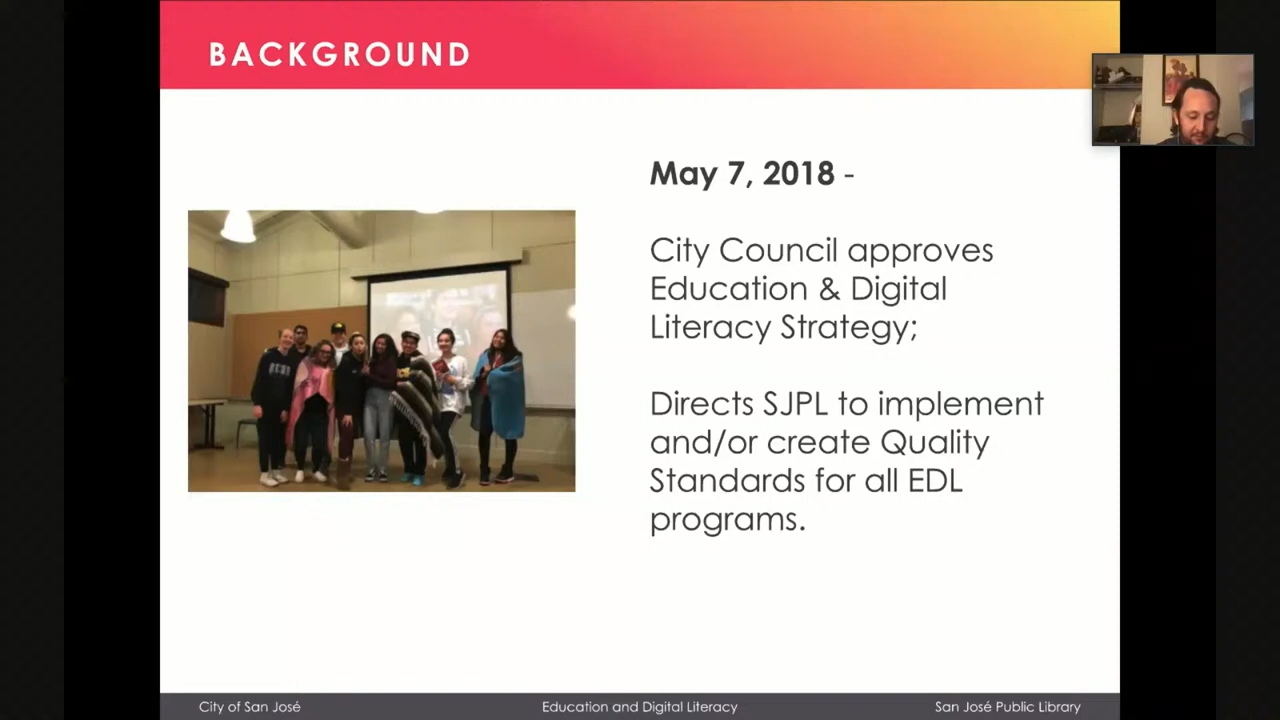 BACKGROUND
May 7, 2018 -
City Council approves
Education & Digital
Literacy Strategy;
Directs SJPL to implement
and/or create Quality
Standards for all EDL
programs.
City of San José
Education and Digital Literacy
San José Public Library